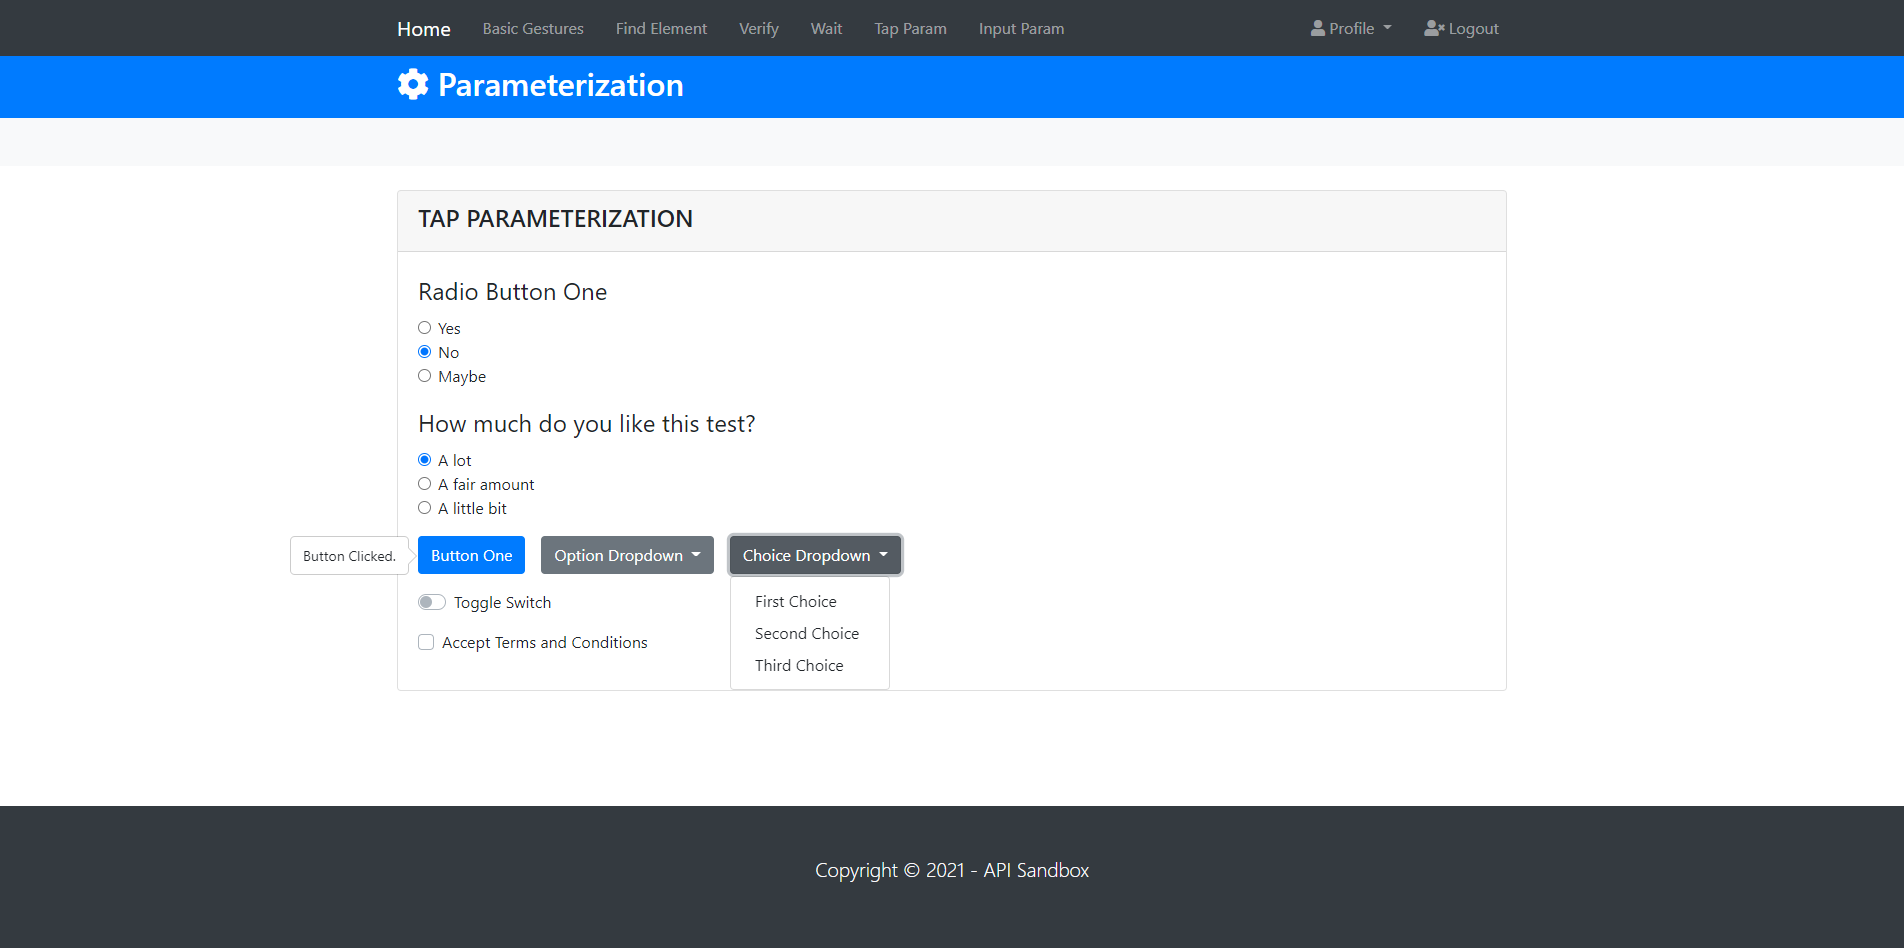 Home Basic Gestures Find Element Verify Wait Tap Param Input Param Profile Logout
Parameterization
TAP PARAMETERIZATION
Radio Button One
Yes
No
Maybe
How much do you like this test?
A lot
A fair amount
A little bit
Button Clicked. Button One Option Dropdown Choice Dropdown
First Choice
Toggle Switch
Second Choice
Accept Terms and Conditions
Third Choice
Copyright © 2021 - API Sandbox